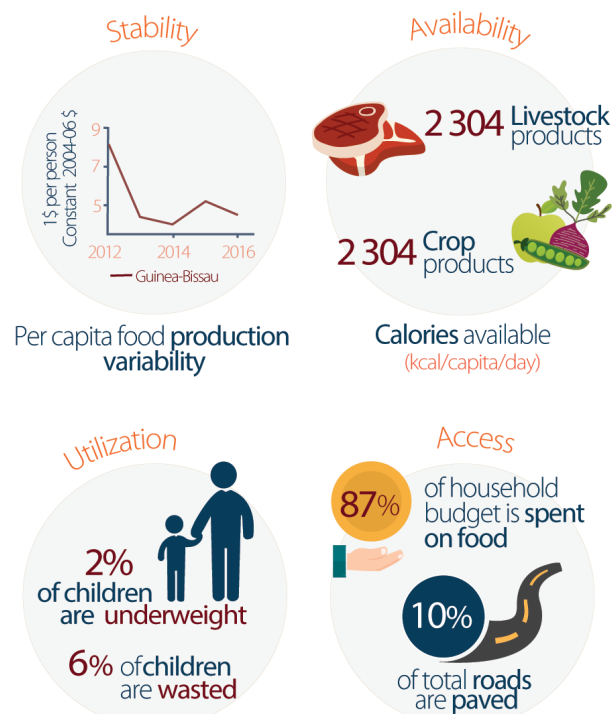 Stability
1$ per person
Constant 2004-06 $
9
7
5
2012 2014 2016
Guinea-Bissau
Per capita food production
variability
Availability
2 304 Livestock
products
2 304 Crop
products
Calories available
(kcal/capita/day)
Utilization
2%
of children
are underweight
6% of children
are wasted
Access
87%
of household
budget is spent
on food
10%
of total roads
are paved